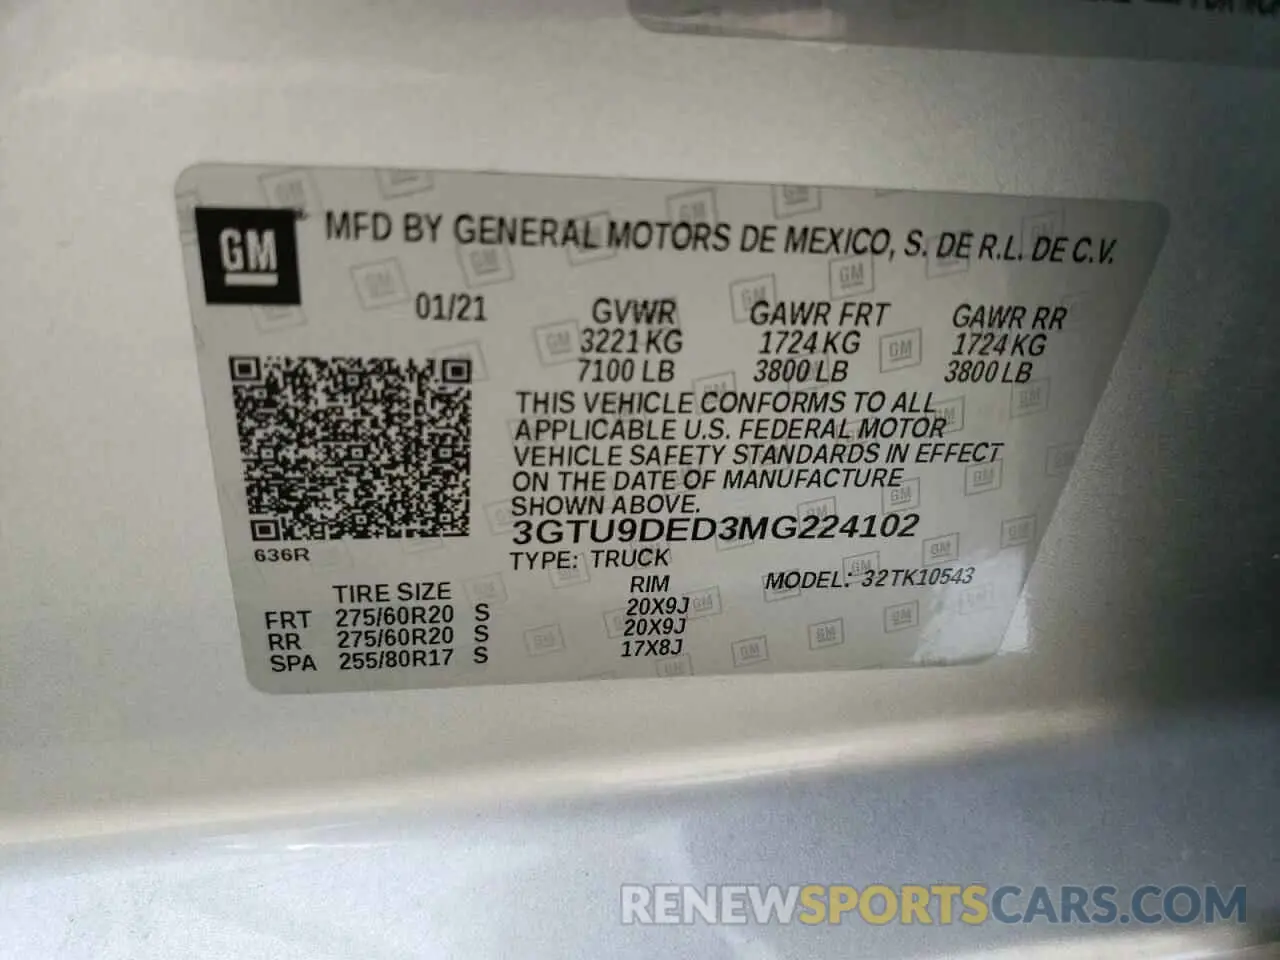 GM
MFD BY GENERAL MOTORS DE MEXICO, S. DE R.L. DE C.V.
01/21 GVWR GAWR FRT GAWR RR
3221 KG 1724 KG 1724 KG
7100 LB 3800 LB 3800 LB
THIS VEHICLE CONFORMS TO ALL
APPLICABLE U.S. FEDERAL MOTOR
VEHICLE SAFETY STANDARDS IN EFFECT
ON THE DATE OF MANUFACTURE
SHOWN ABOVE.
3GTU9DED3MG224102
636R
TYPE: TRUCK
TIRE SIZE RIM MODEL: 32TK10543
FRT 275/60R20 S 20X9J
RR 275/60R20 S 20X9J
SPA 255/80R17 S 17X8J
RENEWSPORTSCARS.COM